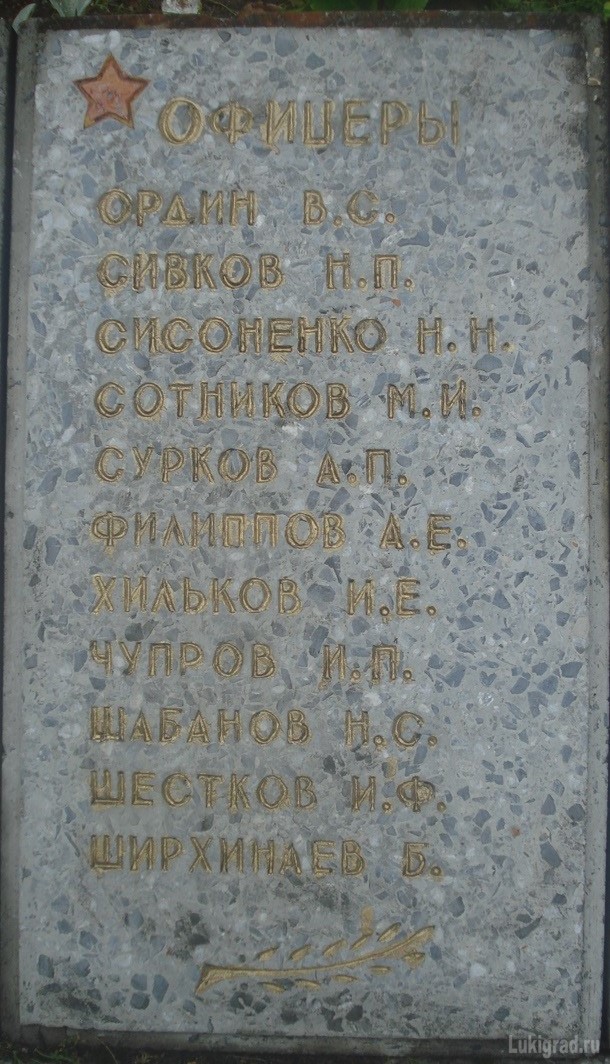 ОФИЦЕРЫ
ОРДИН В.С.
СИВКОВ Н.П.
СИСОНЕНКО Н.Н.
СОТНИКОВ М.И.
СУРКОВ А.П.
ФИЛИППОВ А.Е.
ХИЛЬКОВ И.Е.
ЧУПРОВ И.П.
ШАБАНОВ Н.С.
ШЕСТКОВ И.Ф.
ШИРХИНАЕВ Б.
Lukigrad.ru